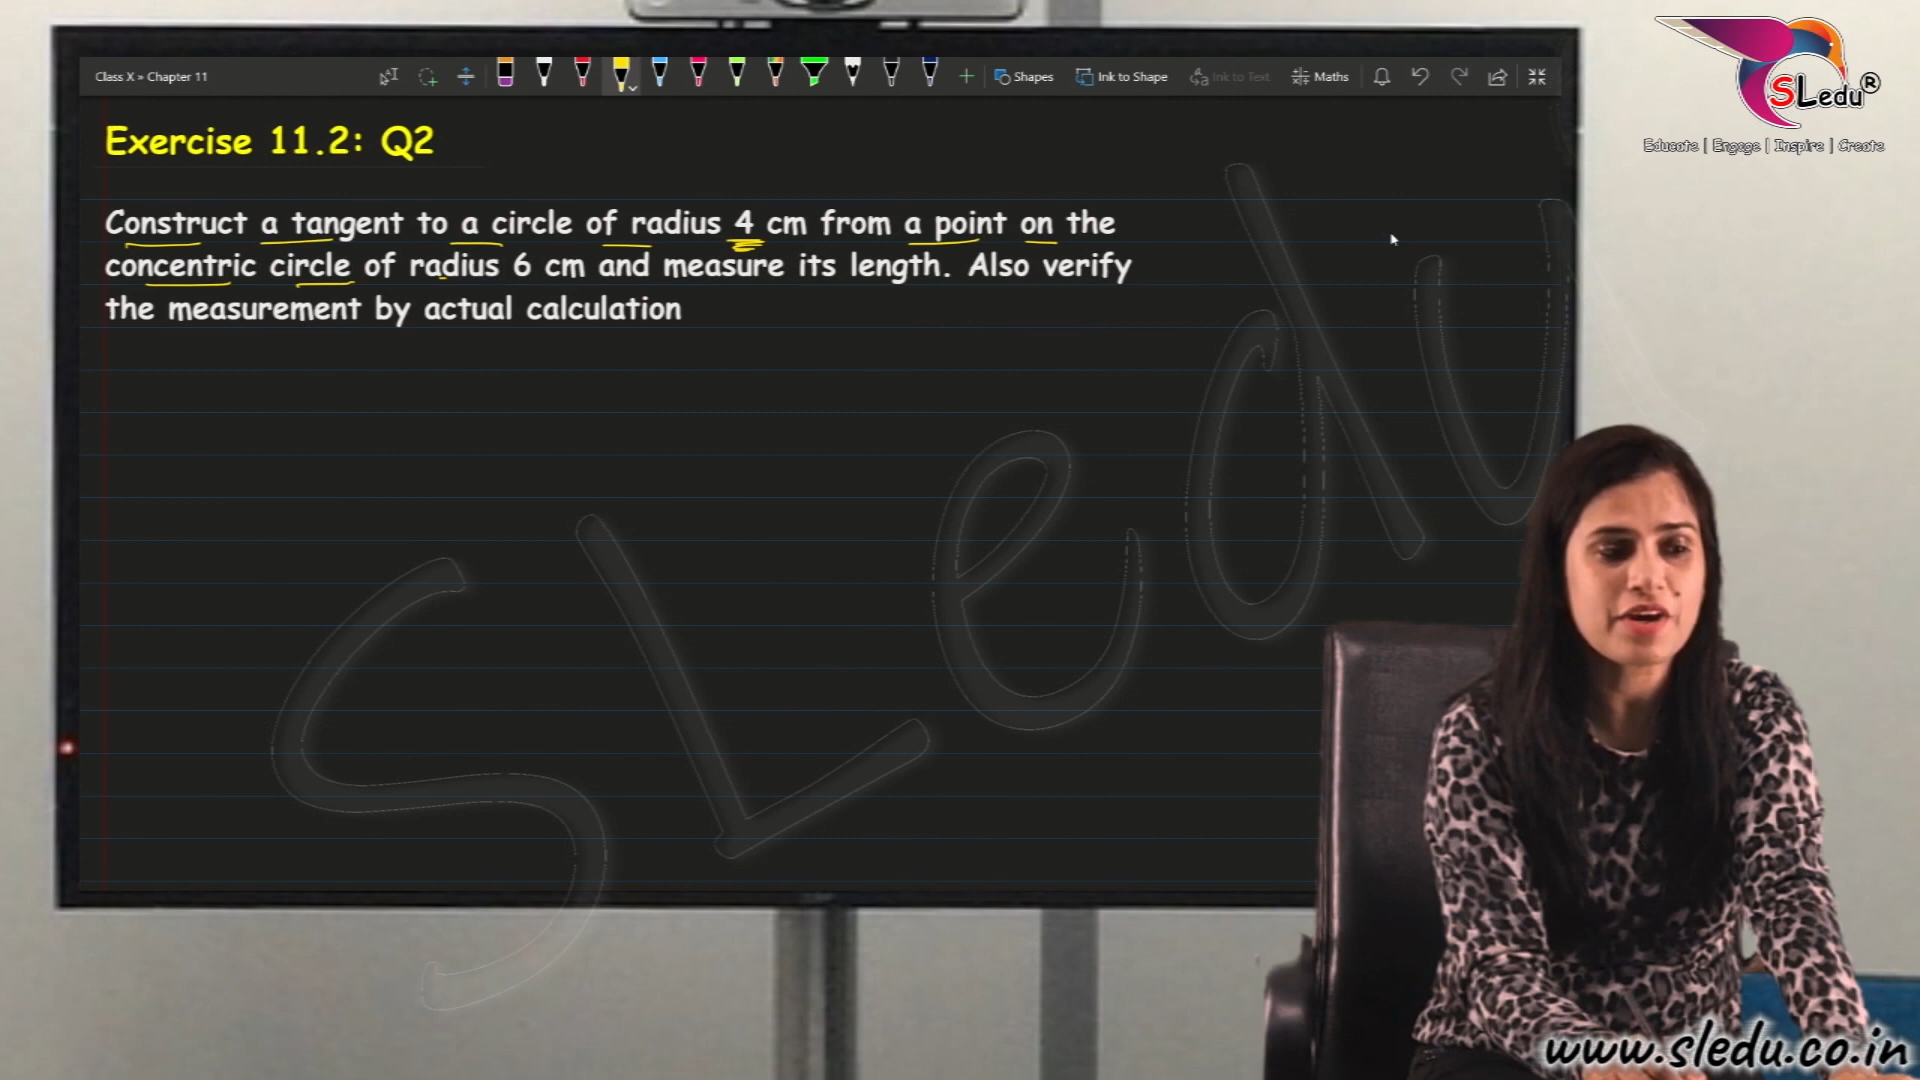 Class X » Chapter 11
Shapes
Ink to Shape
Ink to Text
Maths
SLedu®
Educate | Engage | Inspire | Create
Exercise 11.2: Q2
Construct a tangent to a circle of radius 4 cm from a point on the
concentric circle of radius 6 cm and measure its length. Also verify
the measurement by actual calculation
SLedu
www.sledu.co.in